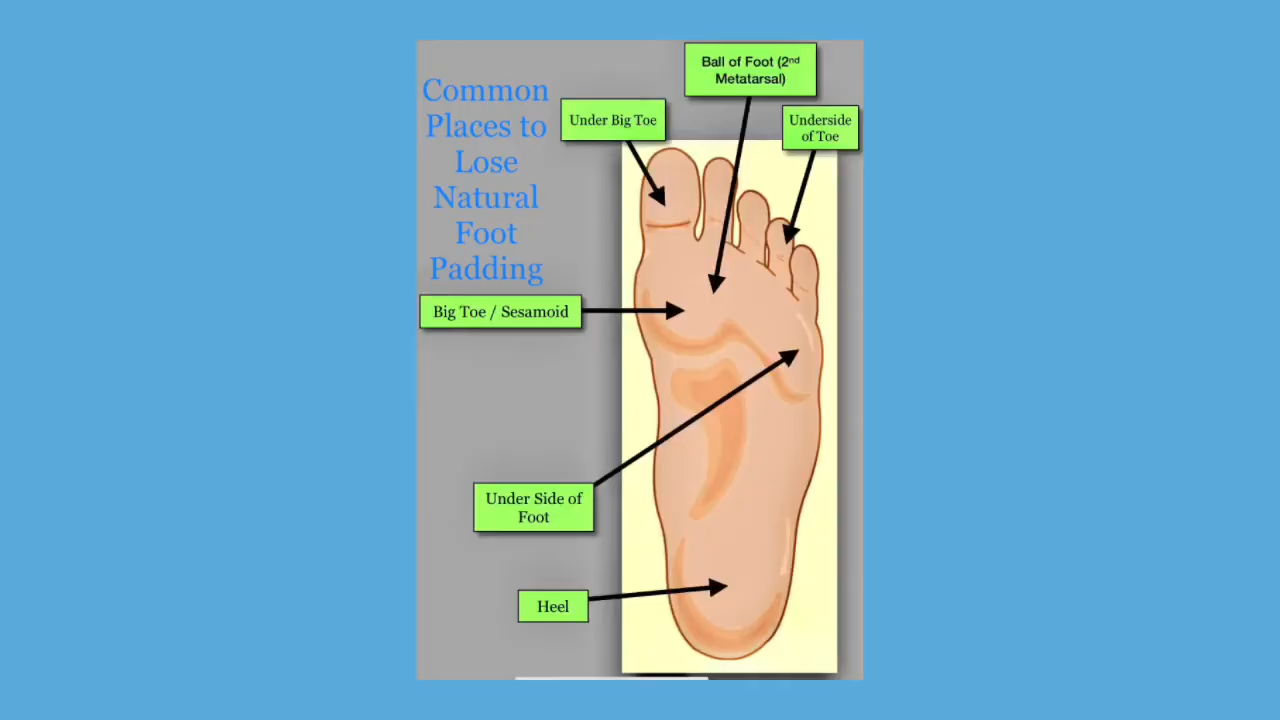 Common
Places to
Lose
Natural
Foot
Padding
Ball of Foot (2nd
Metatarsal)
Under Big Toe
Underside
of Toe
Big Toe / Sesamoid
Under Side of
Foot
Heel